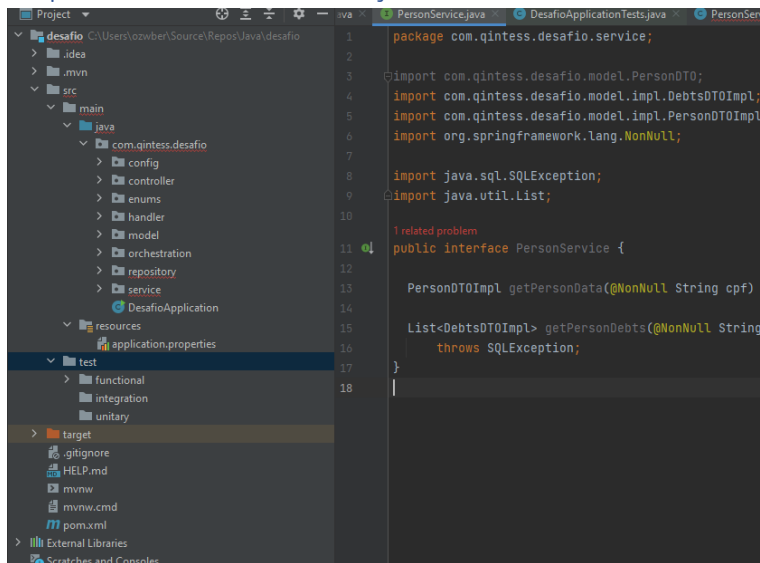 Project
desafio C:\Users\ozwber\Source\Repos\Java\desafio
.idea
.mvn
src
main
java
com.qintess.desafio
config
controller
enums
handler
model
orchestration
repository
service
DesafioApplication
resources
application.properties
test
functional
integration
unitary
target
.gitignore
HELP.md
mvnw
mvnw.cmd
pom.xml
External Libraries
Scratches and Consoles
ava PersonService.java DesafioApplicationTests.java PersonSer
1 package com.qintess.desafio.service;
2
3 import com.qintess.desafio.model.PersonDTO;
4 import com.qintess.desafio.model.impl.DebtsDTOImpl;
5 import com.qintess.desafio.model.impl.PersonDTOImpl
6 import org.springframework.lang.NonNull;
7
8 import java.sql.SQLException;
9 import java.util.List;
10
1 related problem
11 public interface PersonService {
12
13 PersonDTOImpl getPersonData(@NonNull String cpf)
14
15 List<DebtsDTOImpl> getPersonDebts(@NonNull String
16 throws SQLException;
17 }
18